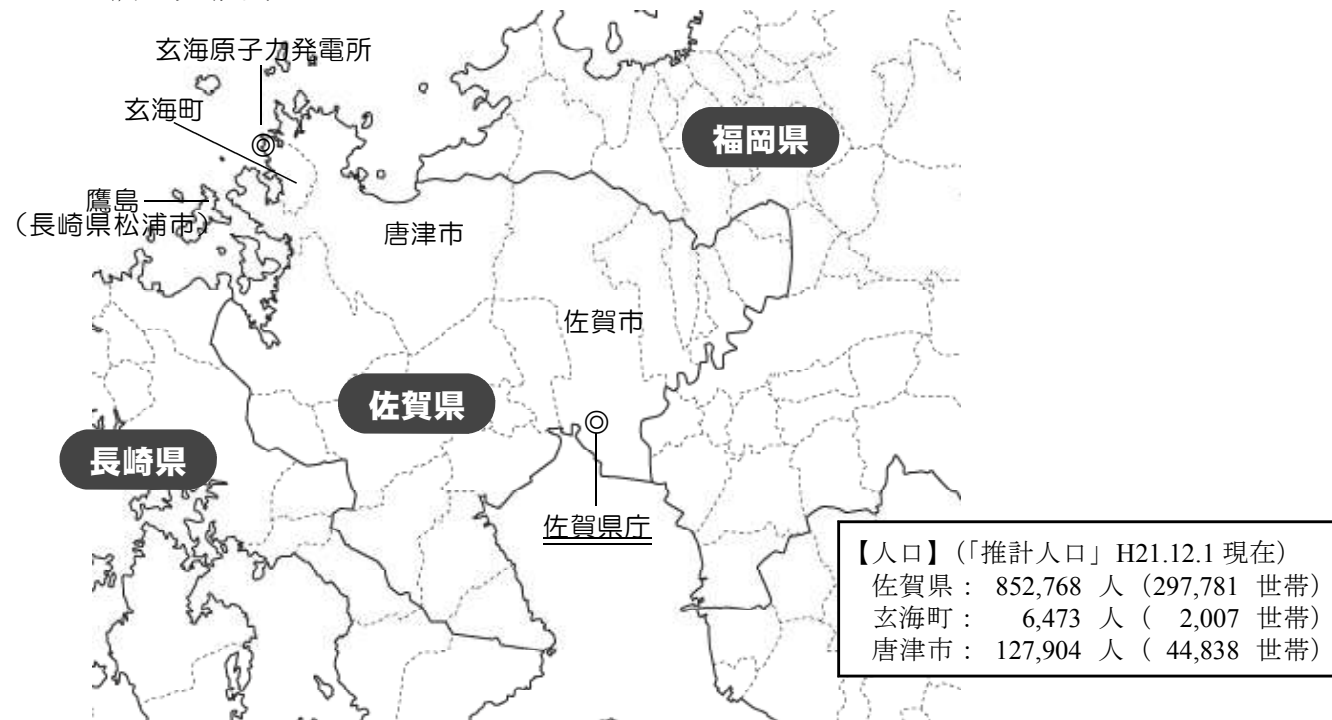 玄海原子力発電所
玄海町
福岡県
鷹島
（長崎県松浦市）
唐津市
佐賀市
佐賀県
長崎県
佐賀県庁
【人口】（「推計人口」H21.12.1 現在）
佐賀県： 852,768 人（297,781 世帯）
玄海町： 6,473 人（ 2,007 世帯）
唐津市： 127,904 人（ 44,838 世帯）